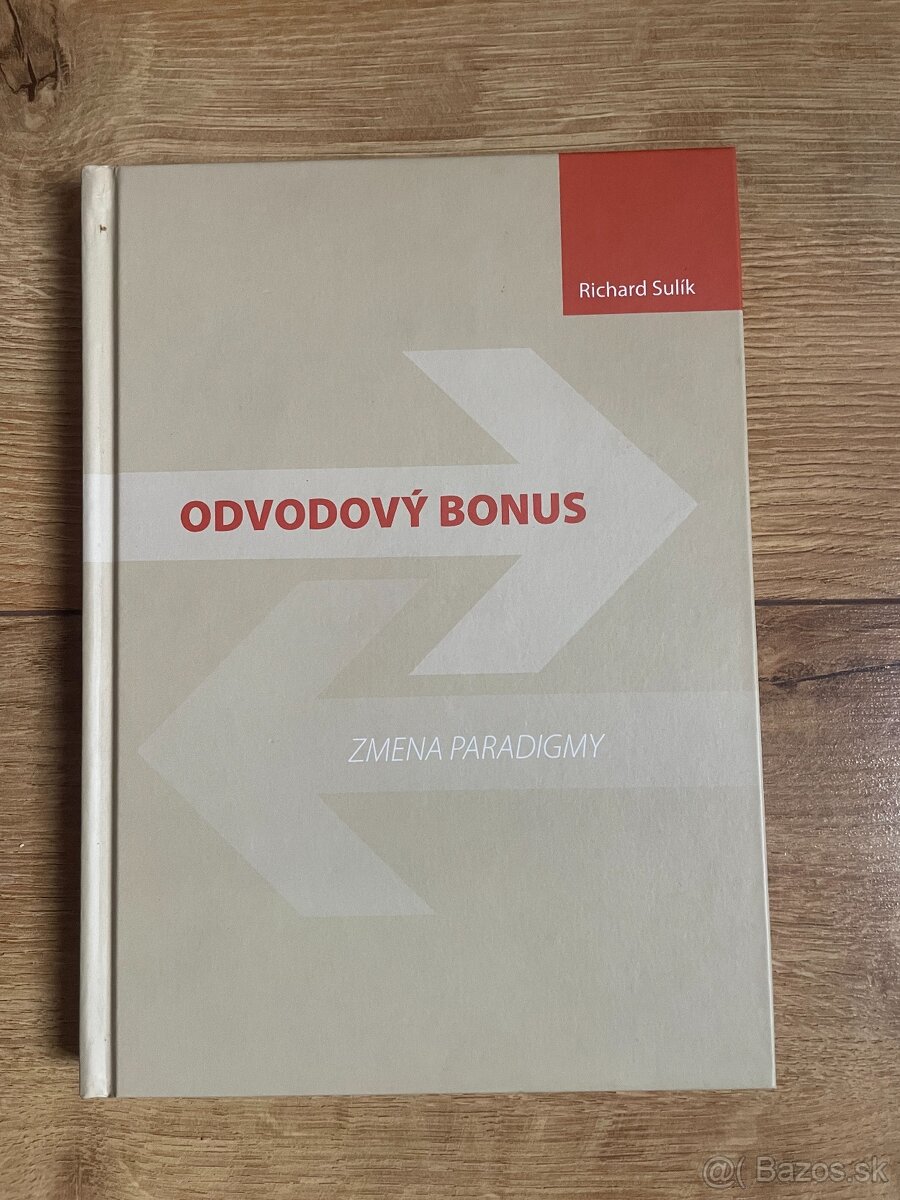 Richard Sulík
ODVODOVÝ BONUS
ZMENA PARADIGMY
@( Bazos.sk